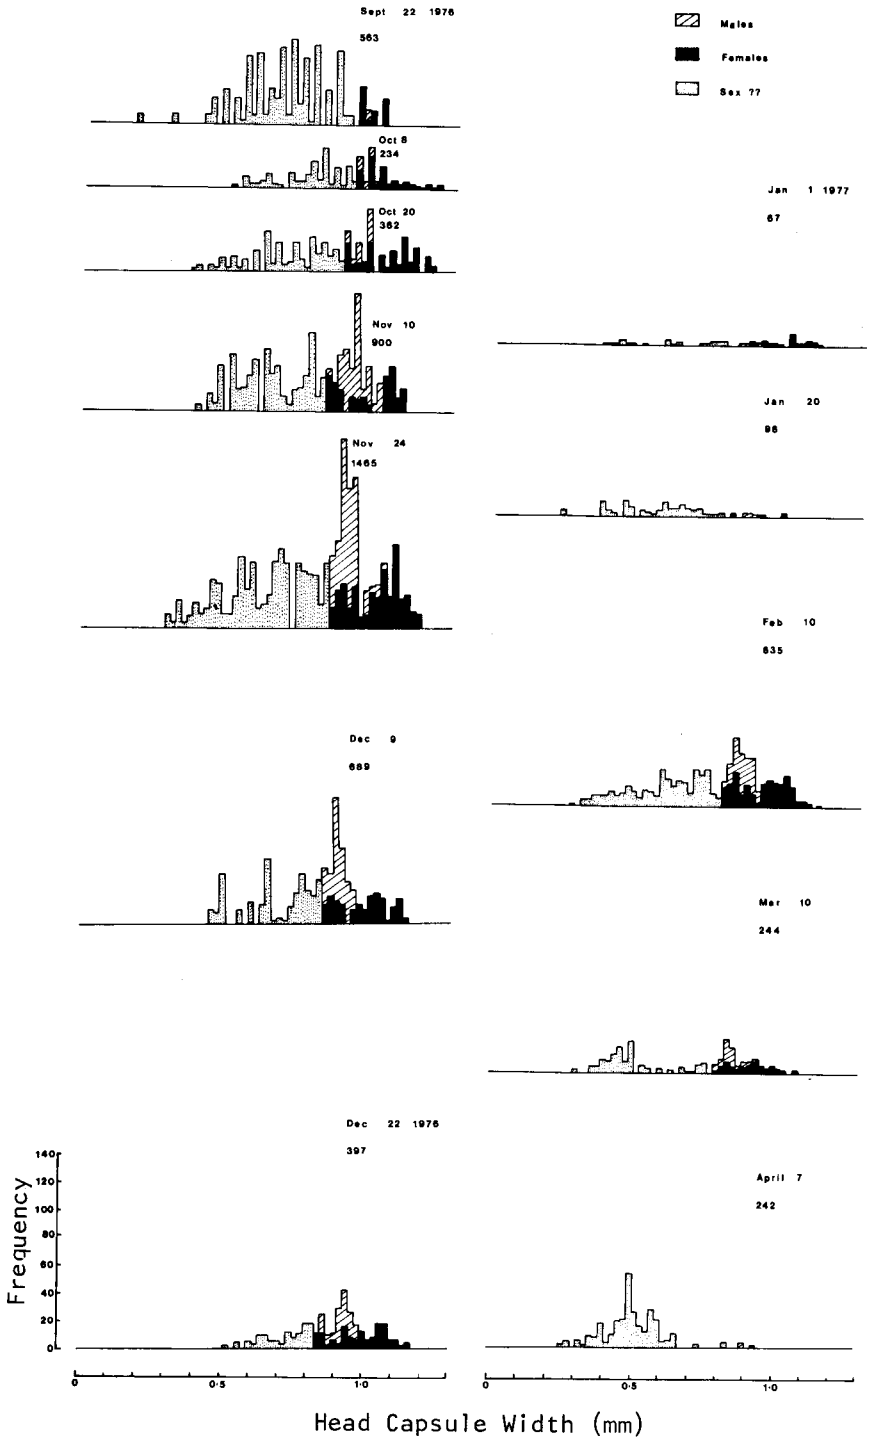 Sept 22 1976
563
Males
Females
Sex ??
Oct 8
234
Oct 20
362
Nov 10
900
Nov 24
1465
Dec 9
689
Dec 22 1976
397
Jan 1 1977
67
Jan 20
98
Feb 10
635
Mar 10
244
April 7
242
Frequency
140
120
100
80
60
40
20
0
0 0.5 1.0
0 0.5 1.0
Head Capsule Width (mm)